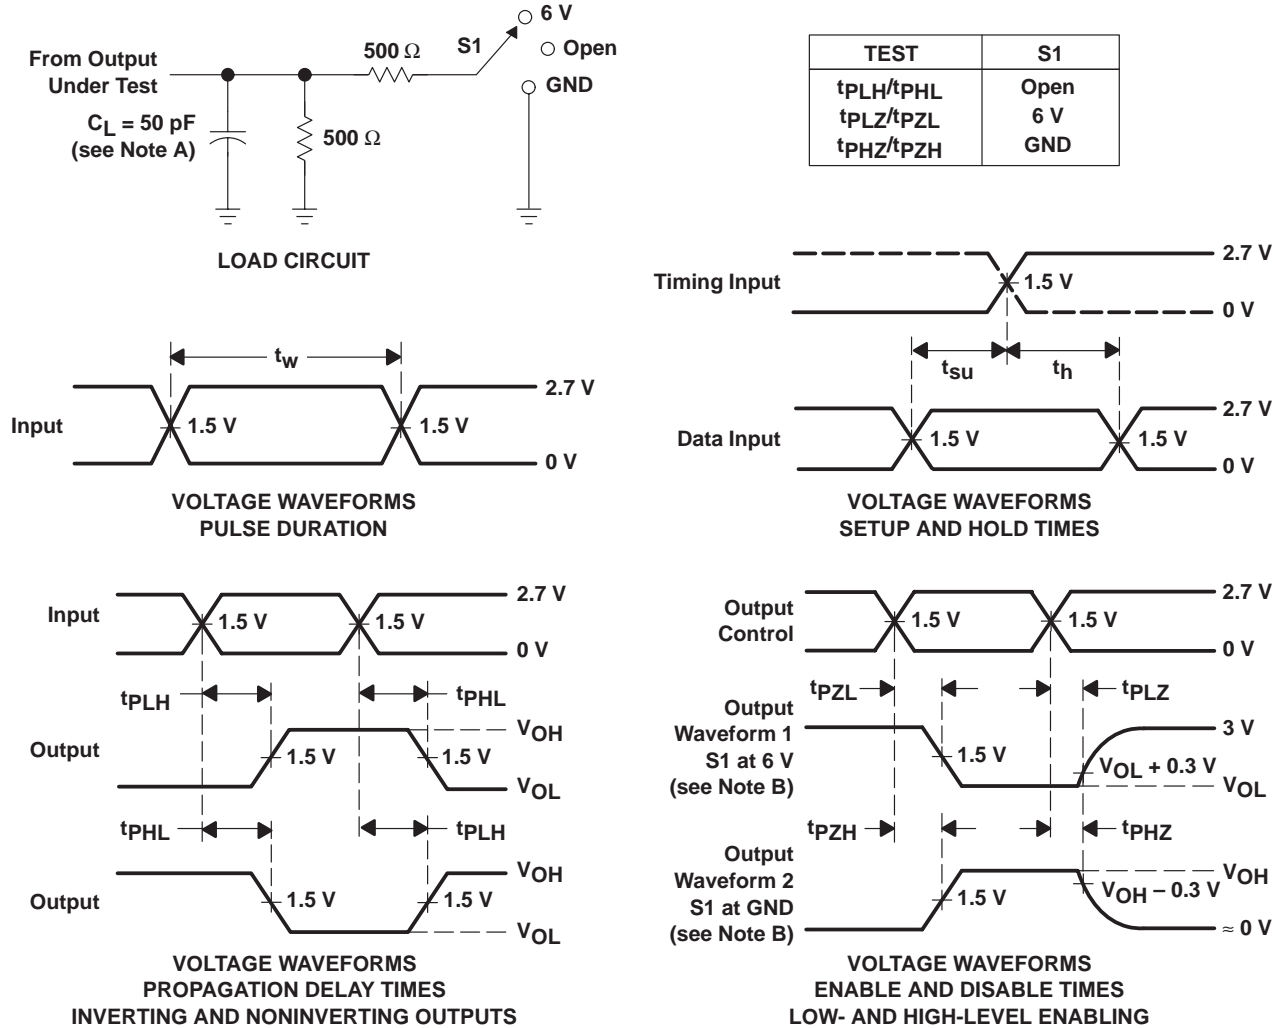 6 V
S1
500 Ω
Open
From Output
Under Test
GND
CL = 50 pF
(see Note A)
500 Ω
LOAD CIRCUIT
TEST S1
tPLH/tPHL Open
tPLZ/tPZL 6 V
tPHZ/tPZH GND
2.7 V
Timing Input 1.5 V
0 V
tsu th
2.7 V
Data Input 1.5 V 1.5 V
0 V
VOLTAGE WAVEFORMS
SETUP AND HOLD TIMES
tw
2.7 V
Input 1.5 V 1.5 V
0 V
VOLTAGE WAVEFORMS
PULSE DURATION
2.7 V
Input 1.5 V 1.5 V
0 V
tPLH tPHL
VOH
Output 1.5 V 1.5 V
VOL
tPHL tPLH
VOH
Output 1.5 V 1.5 V
VOL
VOLTAGE WAVEFORMS
PROPAGATION DELAY TIMES
INVERTING AND NONINVERTING OUTPUTS
2.7 V
Output
Control
1.5 V 1.5 V
0 V
tPZL tPLZ
Output
Waveform 1
S1 at 6 V
(see Note B)
1.5 V
3 V
VOL + 0.3 V
VOL
tPZH tPHZ
Output
Waveform 2
S1 at GND
(see Note B)
1.5 V
VOH
VOH − 0.3 V
≈ 0 V
VOLTAGE WAVEFORMS
ENABLE AND DISABLE TIMES
LOW- AND HIGH-LEVEL ENABLING